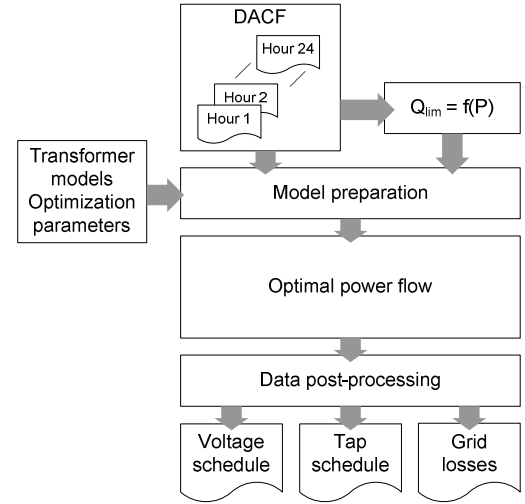 DACF
Hour 24
Hour 2
Hour 1
Qlim = f(P)
Transformer
models
Optimization
parameters
Model preparation
Optimal power flow
Data post-processing
Voltage
schedule
Tap
schedule
Grid
losses